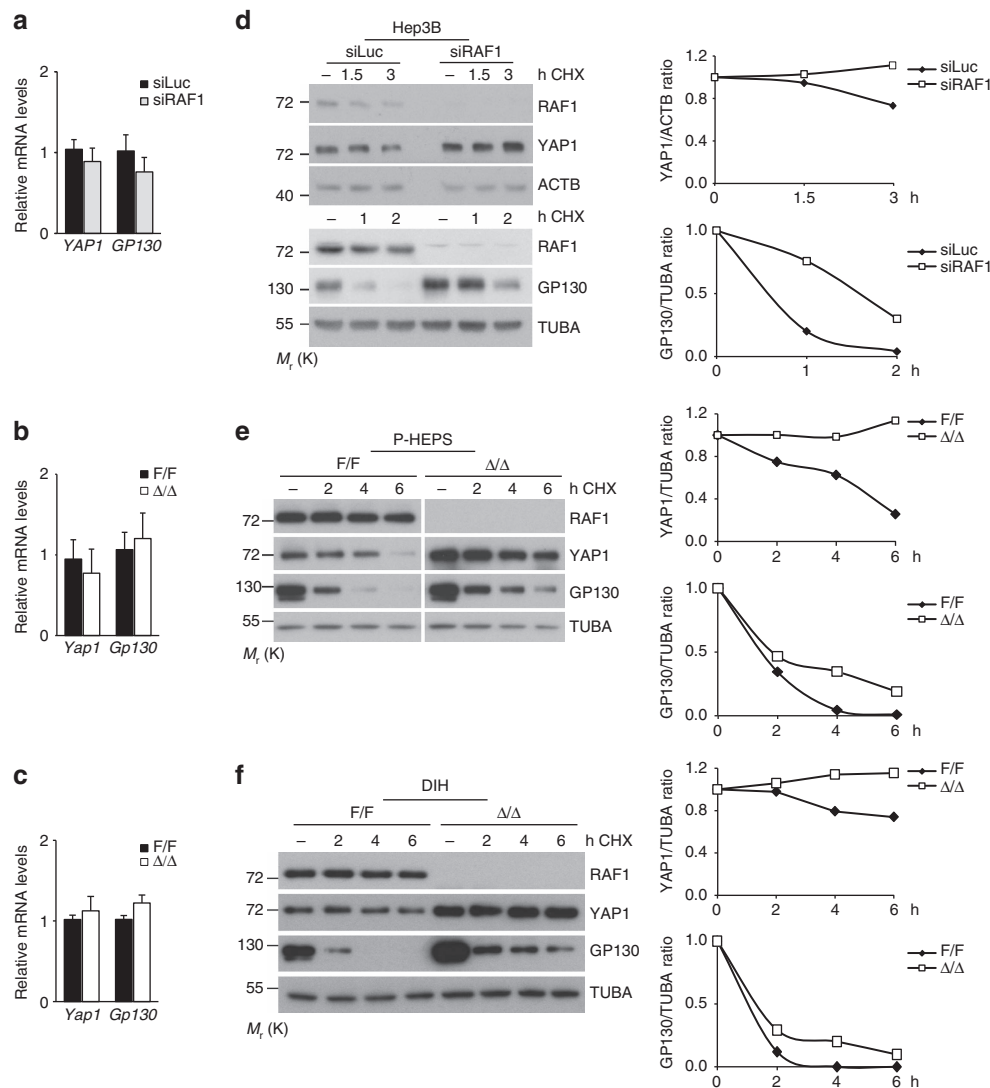 a
Relative mRNA levels
2
1
0
siLuc
siRAF1
YAP1 GP130
b
Relative mRNA levels
2
1
0
F/F
Δ/Δ
Yap1 Gp130
c
Relative mRNA levels
2
1
0
F/F
Δ/Δ
Yap1 Gp130
d
Hep3B
siLuc siRAF1
– 1.5 3 – 1.5 3 h CHX
72 RAF1
72 YAP1
40 ACTB
– 1 2 – 1 2 h CHX
72 RAF1
130 GP130
55 TUBA
Mr (K)
YAP1/ACTB ratio
1.2
0.8
0.4
0.0
0 1.5 3 h
siLuc
siRAF1
GP130/TUBA ratio
1.0
0.5
0.0
0 1 2 h
siLuc
siRAF1
e
P-HEPS
F/F Δ/Δ
– 2 4 6 – 2 4 6 h CHX
72 RAF1
72 YAP1
130 GP130
55 TUBA
Mr (K)
YAP1/TUBA ratio
1.2
0.8
0.4
0.0
0 2 4 6 h
F/F
Δ/Δ
GP130/TUBA ratio
1.0
0.5
0.0
0 2 4 6 h
F/F
Δ/Δ
f
DIH
F/F Δ/Δ
– 2 4 6 – 2 4 6 h CHX
72 RAF1
72 YAP1
130 GP130
55 TUBA
Mr (K)
YAP1/TUBA ratio
1.2
0.8
0.4
0.0
0 2 4 6 h
F/F
Δ/Δ
GP130/TUBA ratio
1.0
0.5
0.0
0 2 4 6 h
F/F
Δ/Δ